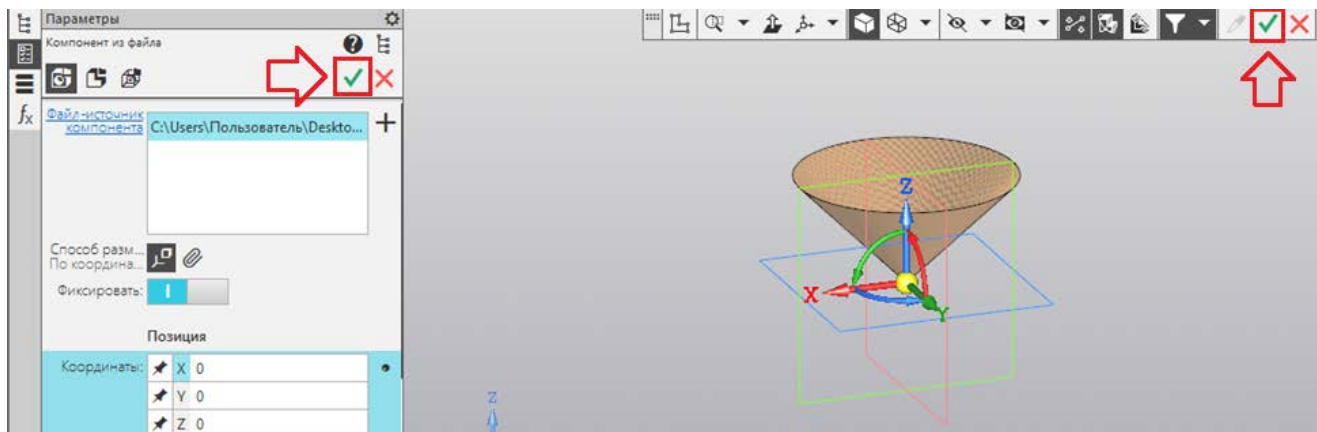 Параметры
Компонент из файла
Файл-источник
компонента
C:\Users\Пользователь\Deskto...
Способ разм...
По координа...
Фиксировать:
Позиция
Координаты:
X 0
Y 0
Z 0
Z
X
Y
Z
fx